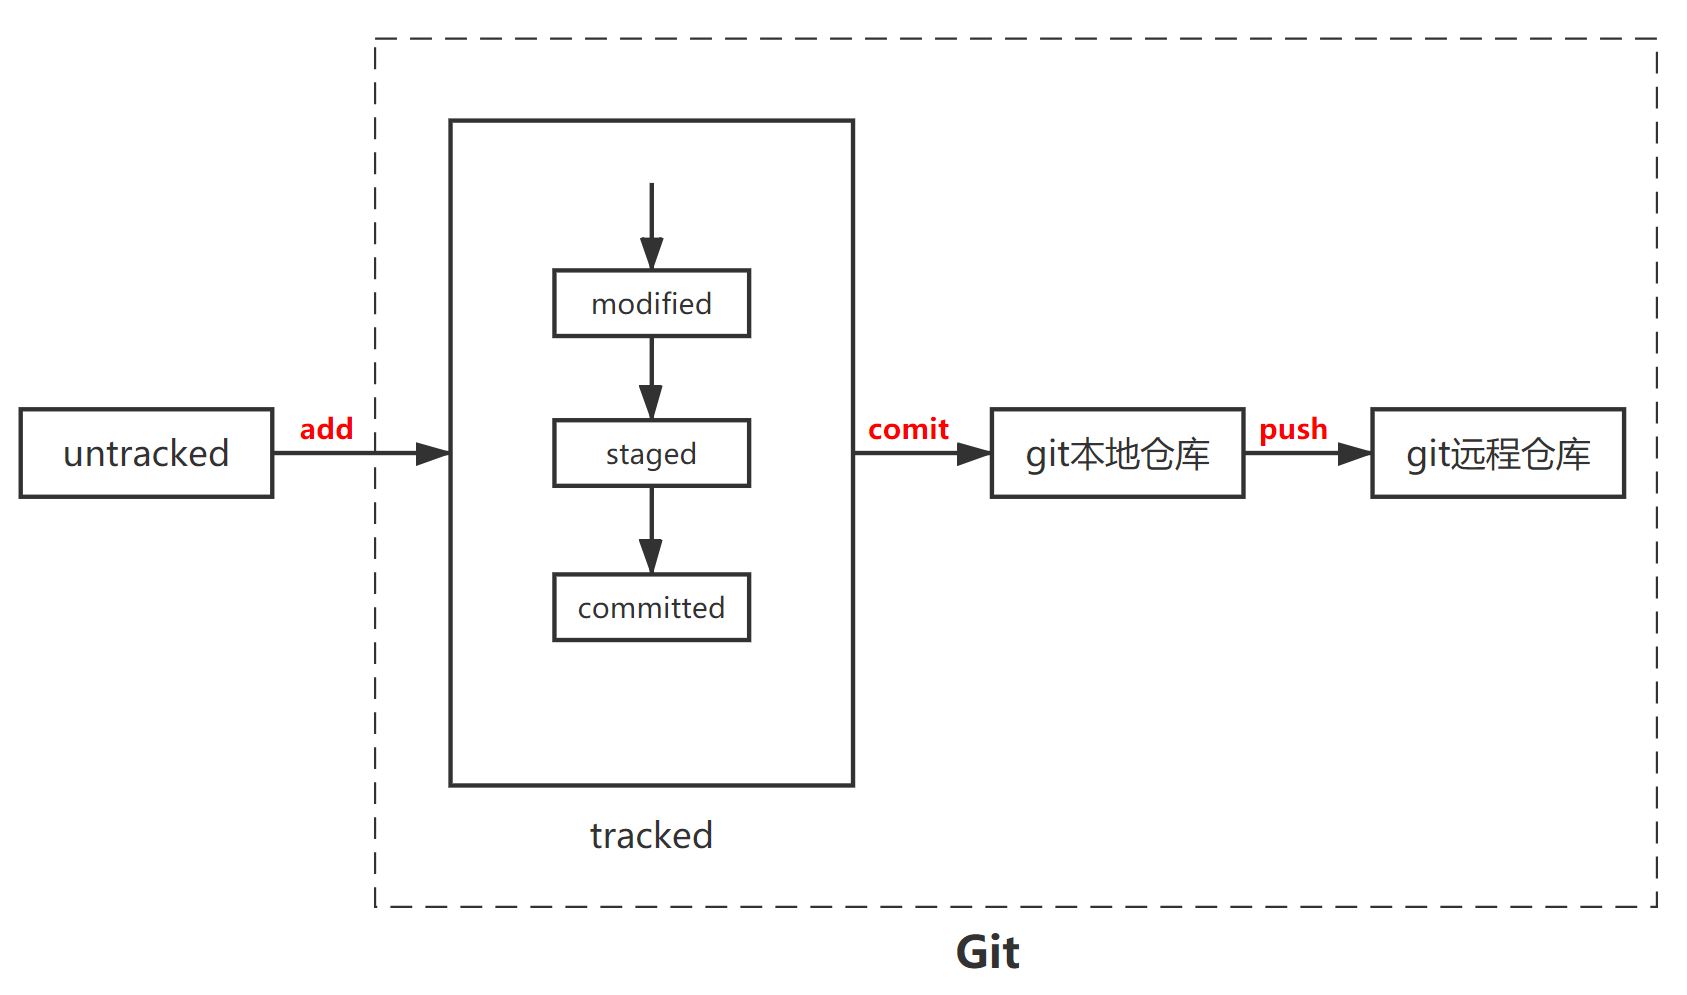 modified
untracked
add
staged
comit
git本地仓库
push
git远程仓库
committed
tracked
Git